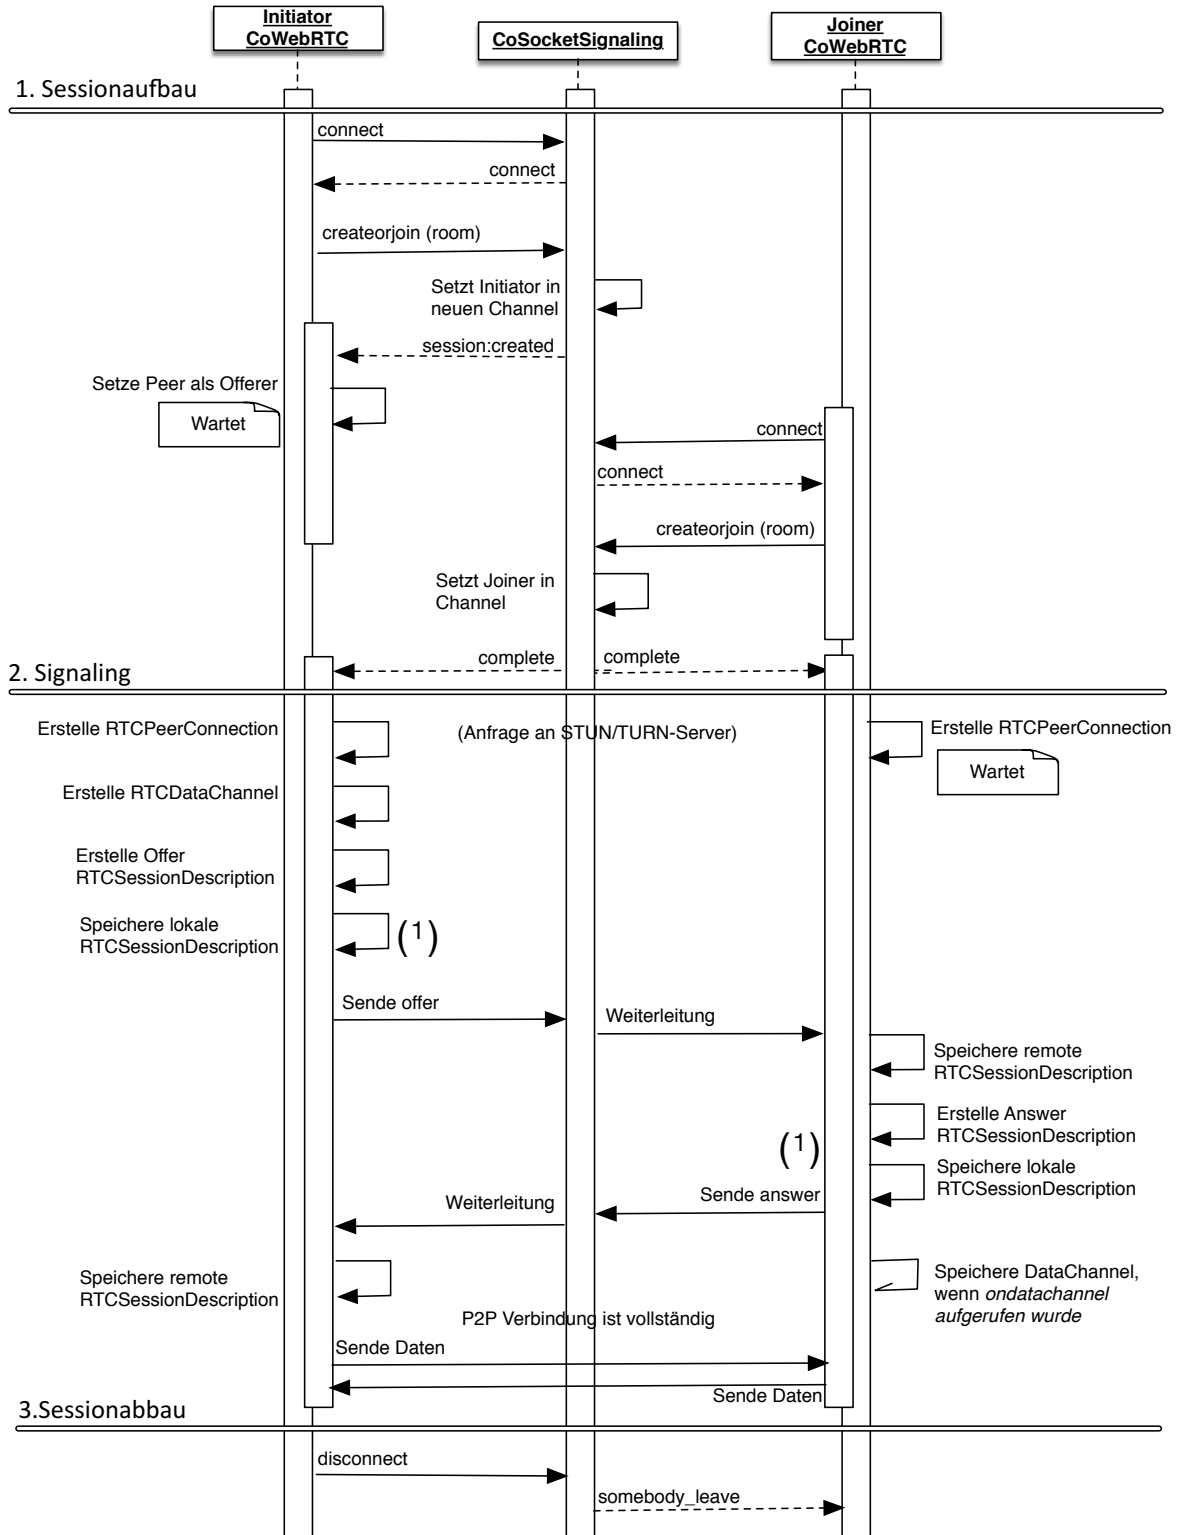 Initiator
CoWebRTC
CoSocketSignaling
Joiner
CoWebRTC
1. Sessionaufbau
connect
connect
createorjoin (room)
Setzt Initiator in
neuen Channel
session:created
Setze Peer als Offerer
Wartet
connect
connect
createorjoin (room)
Setzt Joiner in
Channel
complete
complete
2. Signaling
Erstelle RTCPeerConnection
(Anfrage an STUN/TURN-Server)
Erstelle RTCPeerConnection
Wartet
Erstelle RTCDataChannel
Erstelle Offer
RTCSessionDescription
Speichere lokale
RTCSessionDescription
(1)
Sende offer
Weiterleitung
Speichere remote
RTCSessionDescription
Erstelle Answer
RTCSessionDescription
(1)
Speichere lokale
RTCSessionDescription
Sende answer
Weiterleitung
Speichere remote
RTCSessionDescription
Speichere DataChannel,
wenn ondatachannel
aufgerufen wurde
P2P Verbindung ist vollständig
Sende Daten
Sende Daten
3.Sessionabbau
disconnect
somebody_leave